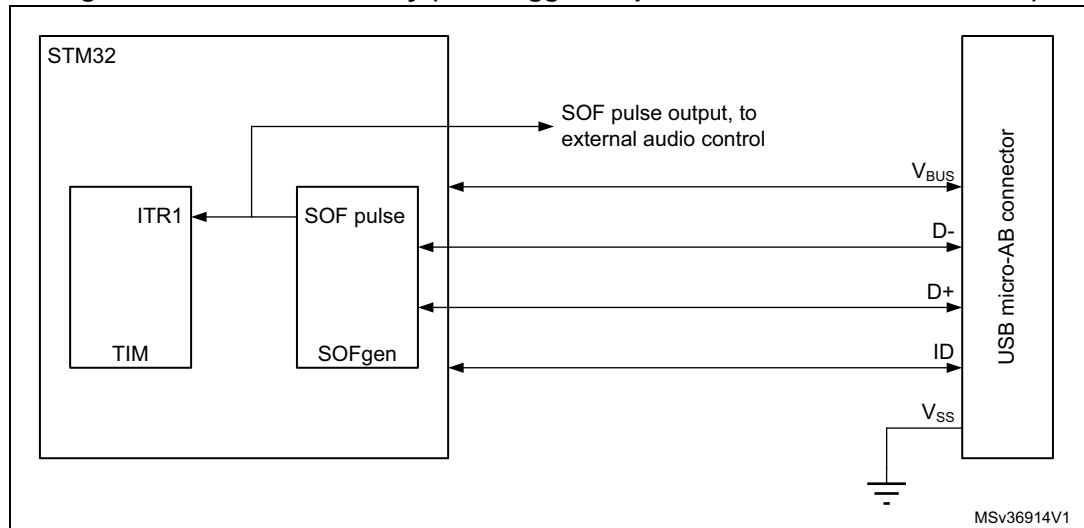 STM32
SOF pulse output, to
external audio control
VBUS
ITR1
SOF pulse
D-
D+
TIM
SOFgen
ID
VSS
USB micro-AB connector
MSv36914V1